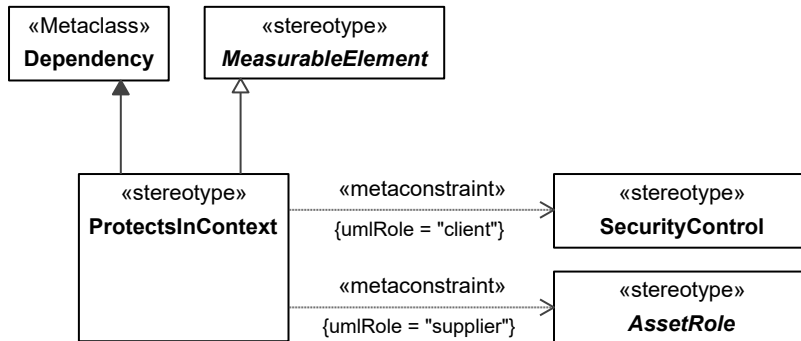 «Metaclass»
Dependency
«stereotype»
MeasurableElement
«stereotype»
ProtectsInContext
«metaconstraint»
{umlRole = "client"}
«stereotype»
SecurityControl
«metaconstraint»
{umlRole = "supplier"}
«stereotype»
AssetRole